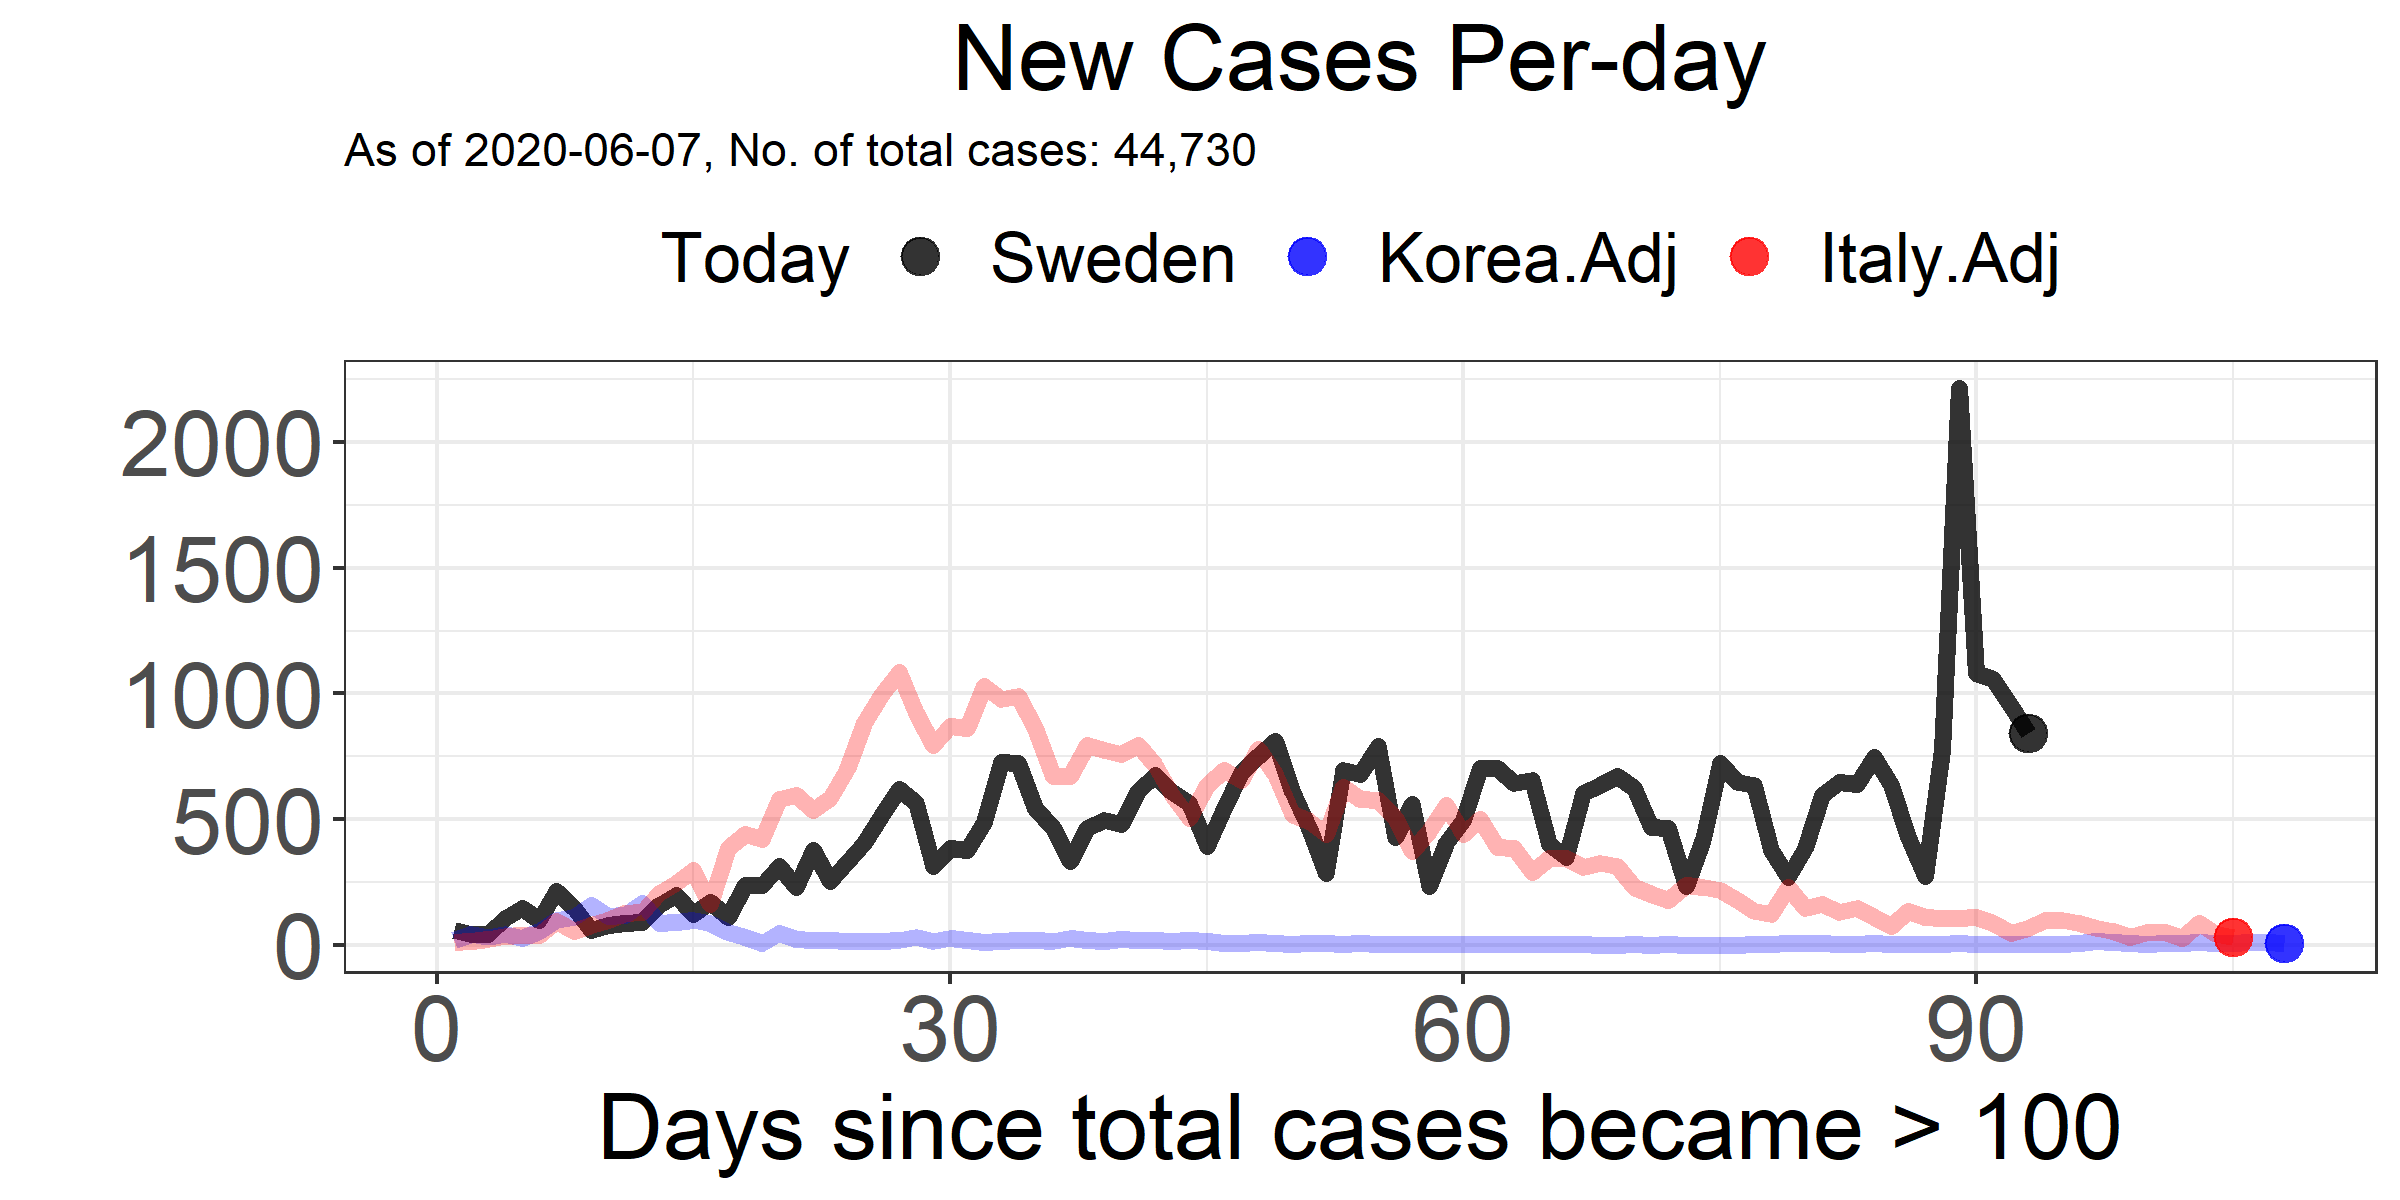 New Cases Per-day
As of 2020-06-07, No. of total cases: 44,730
Today Sweden Korea.Adj Italy.Adj
2000
1500
1000
500
0
0 30 60 90
Days since total cases became > 100